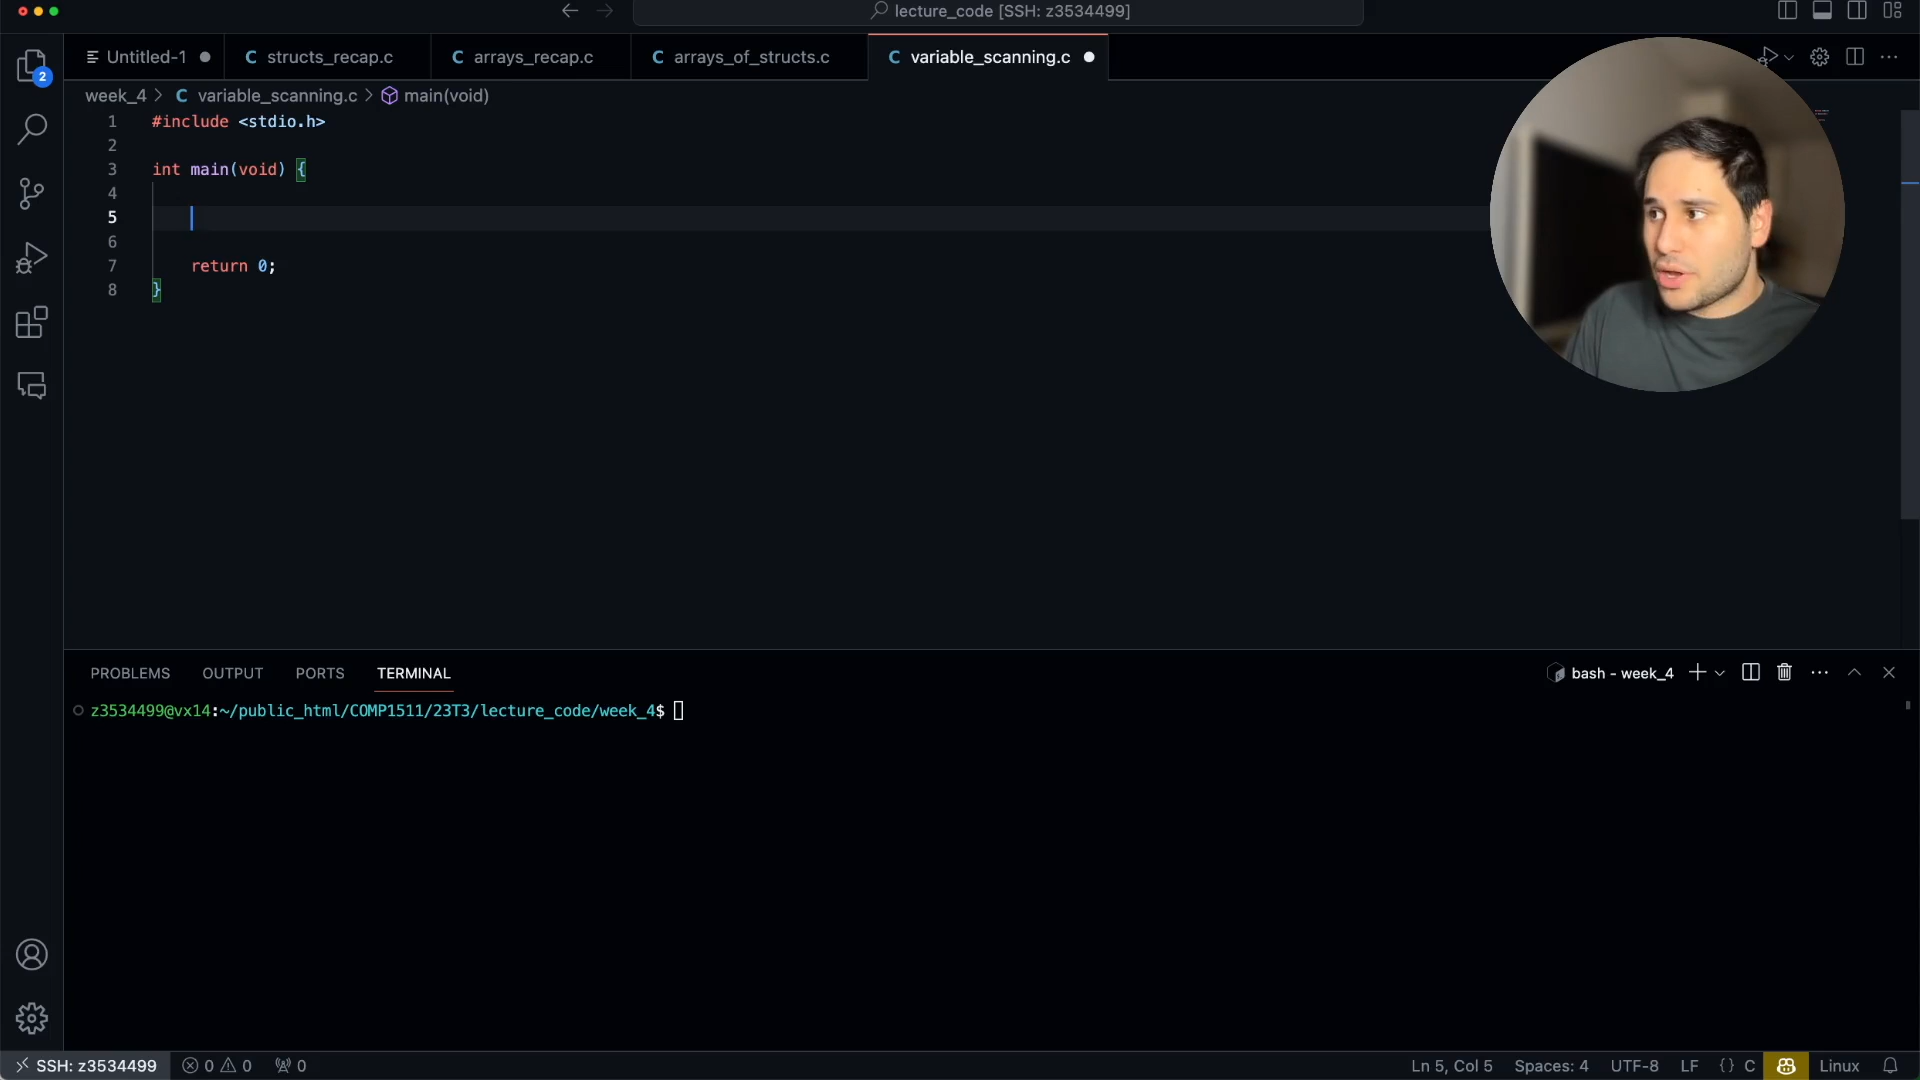 lecture_code [SSH: z3534499]
Untitled-1
C structs_recap.c
C arrays_recap.c
C arrays_of_structs.c
C variable_scanning.c
2
week_4 > C variable_scanning.c > main(void)
1 #include <stdio.h>
2
3 int main(void) {
4
5
6
7 return 0;
8 }
PROBLEMS OUTPUT PORTS TERMINAL
bash - week_4
z3534499@vx14:~/public_html/COMP1511/23T3/lecture_code/week_4$
SSH: z3534499 0 0 0
Ln 5, Col 5 Spaces: 4 UTF-8 LF {} C Linux